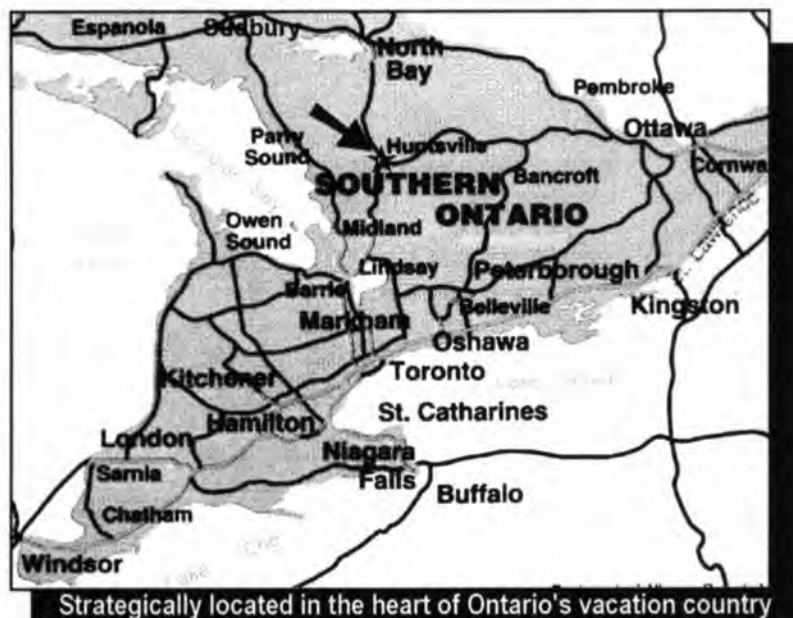 Espanola
Sudbury
North
Bay
Pembroke
Ottawa
Parry
Sound
Huntsville
Cornwa
SOUTHERN
Bancroft
ONTARIO
Owen
Sound
Midland
Lindsay
Peterborough
Barrie
Belleville
Kingston
Markham
Oshawa
Toronto
Kitchener
Hamilton
St. Catharines
London
Niagara
Falls
Sarnia
Buffalo
Chatham
Windsor
Strategically located in the heart of Ontario's vacation country